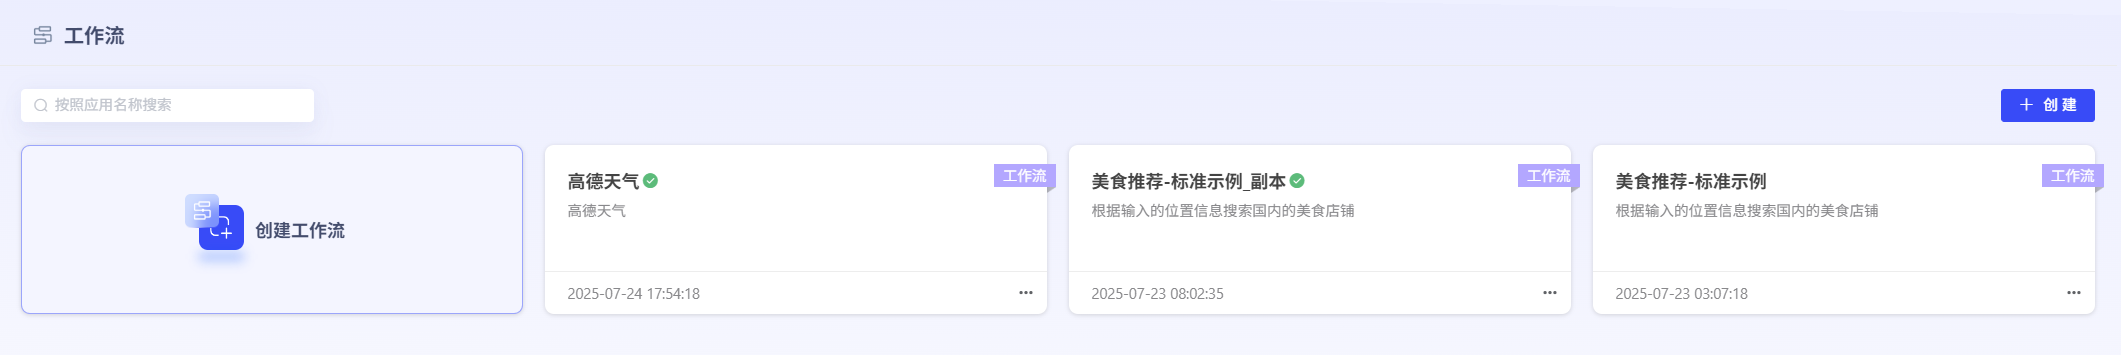 工作流
按照应用名称搜索
创建
创建工作流
高德天气
工作流
高德天气
2025-07-24 17:54:18
美食推荐-标准示例_副本
工作流
根据输入的位置信息搜索国内的美食店铺
2025-07-23 08:02:35
美食推荐-标准示例
工作流
根据输入的位置信息搜索国内的美食店铺
2025-07-23 03:07:18